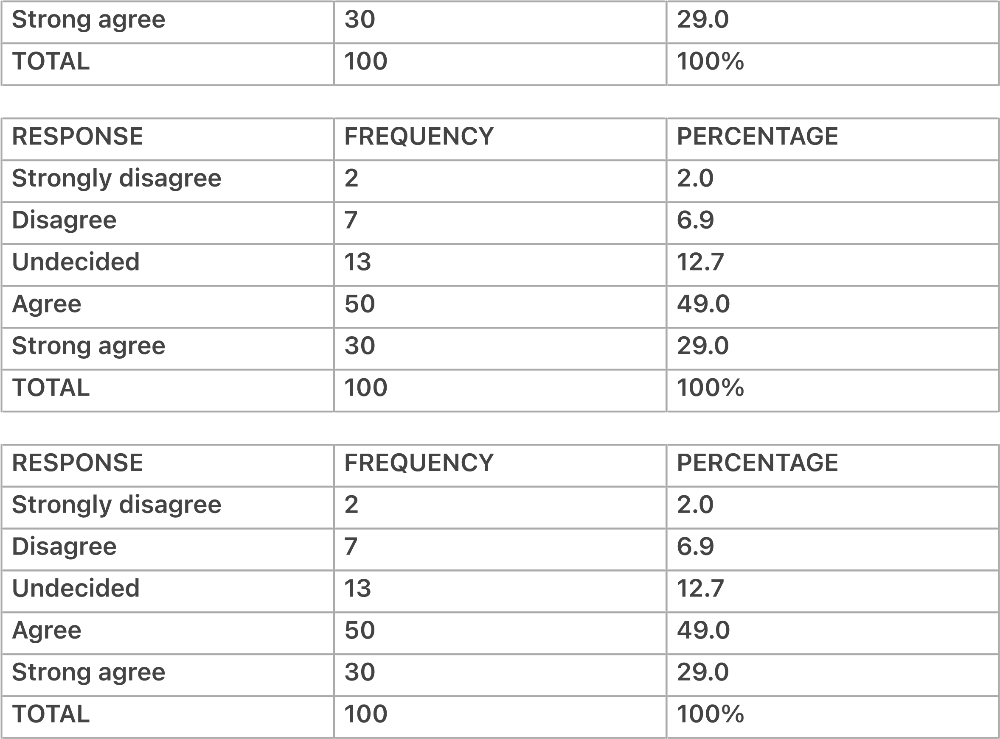 Strong agree 30 29.0
TOTAL 100 100%
RESPONSE FREQUENCY PERCENTAGE
Strongly disagree 2 2.0
Disagree 7 6.9
Undecided 13 12.7
Agree 50 49.0
Strong agree 30 29.0
TOTAL 100 100%
RESPONSE FREQUENCY PERCENTAGE
Strongly disagree 2 2.0
Disagree 7 6.9
Undecided 13 12.7
Agree 50 49.0
Strong agree 30 29.0
TOTAL 100 100%